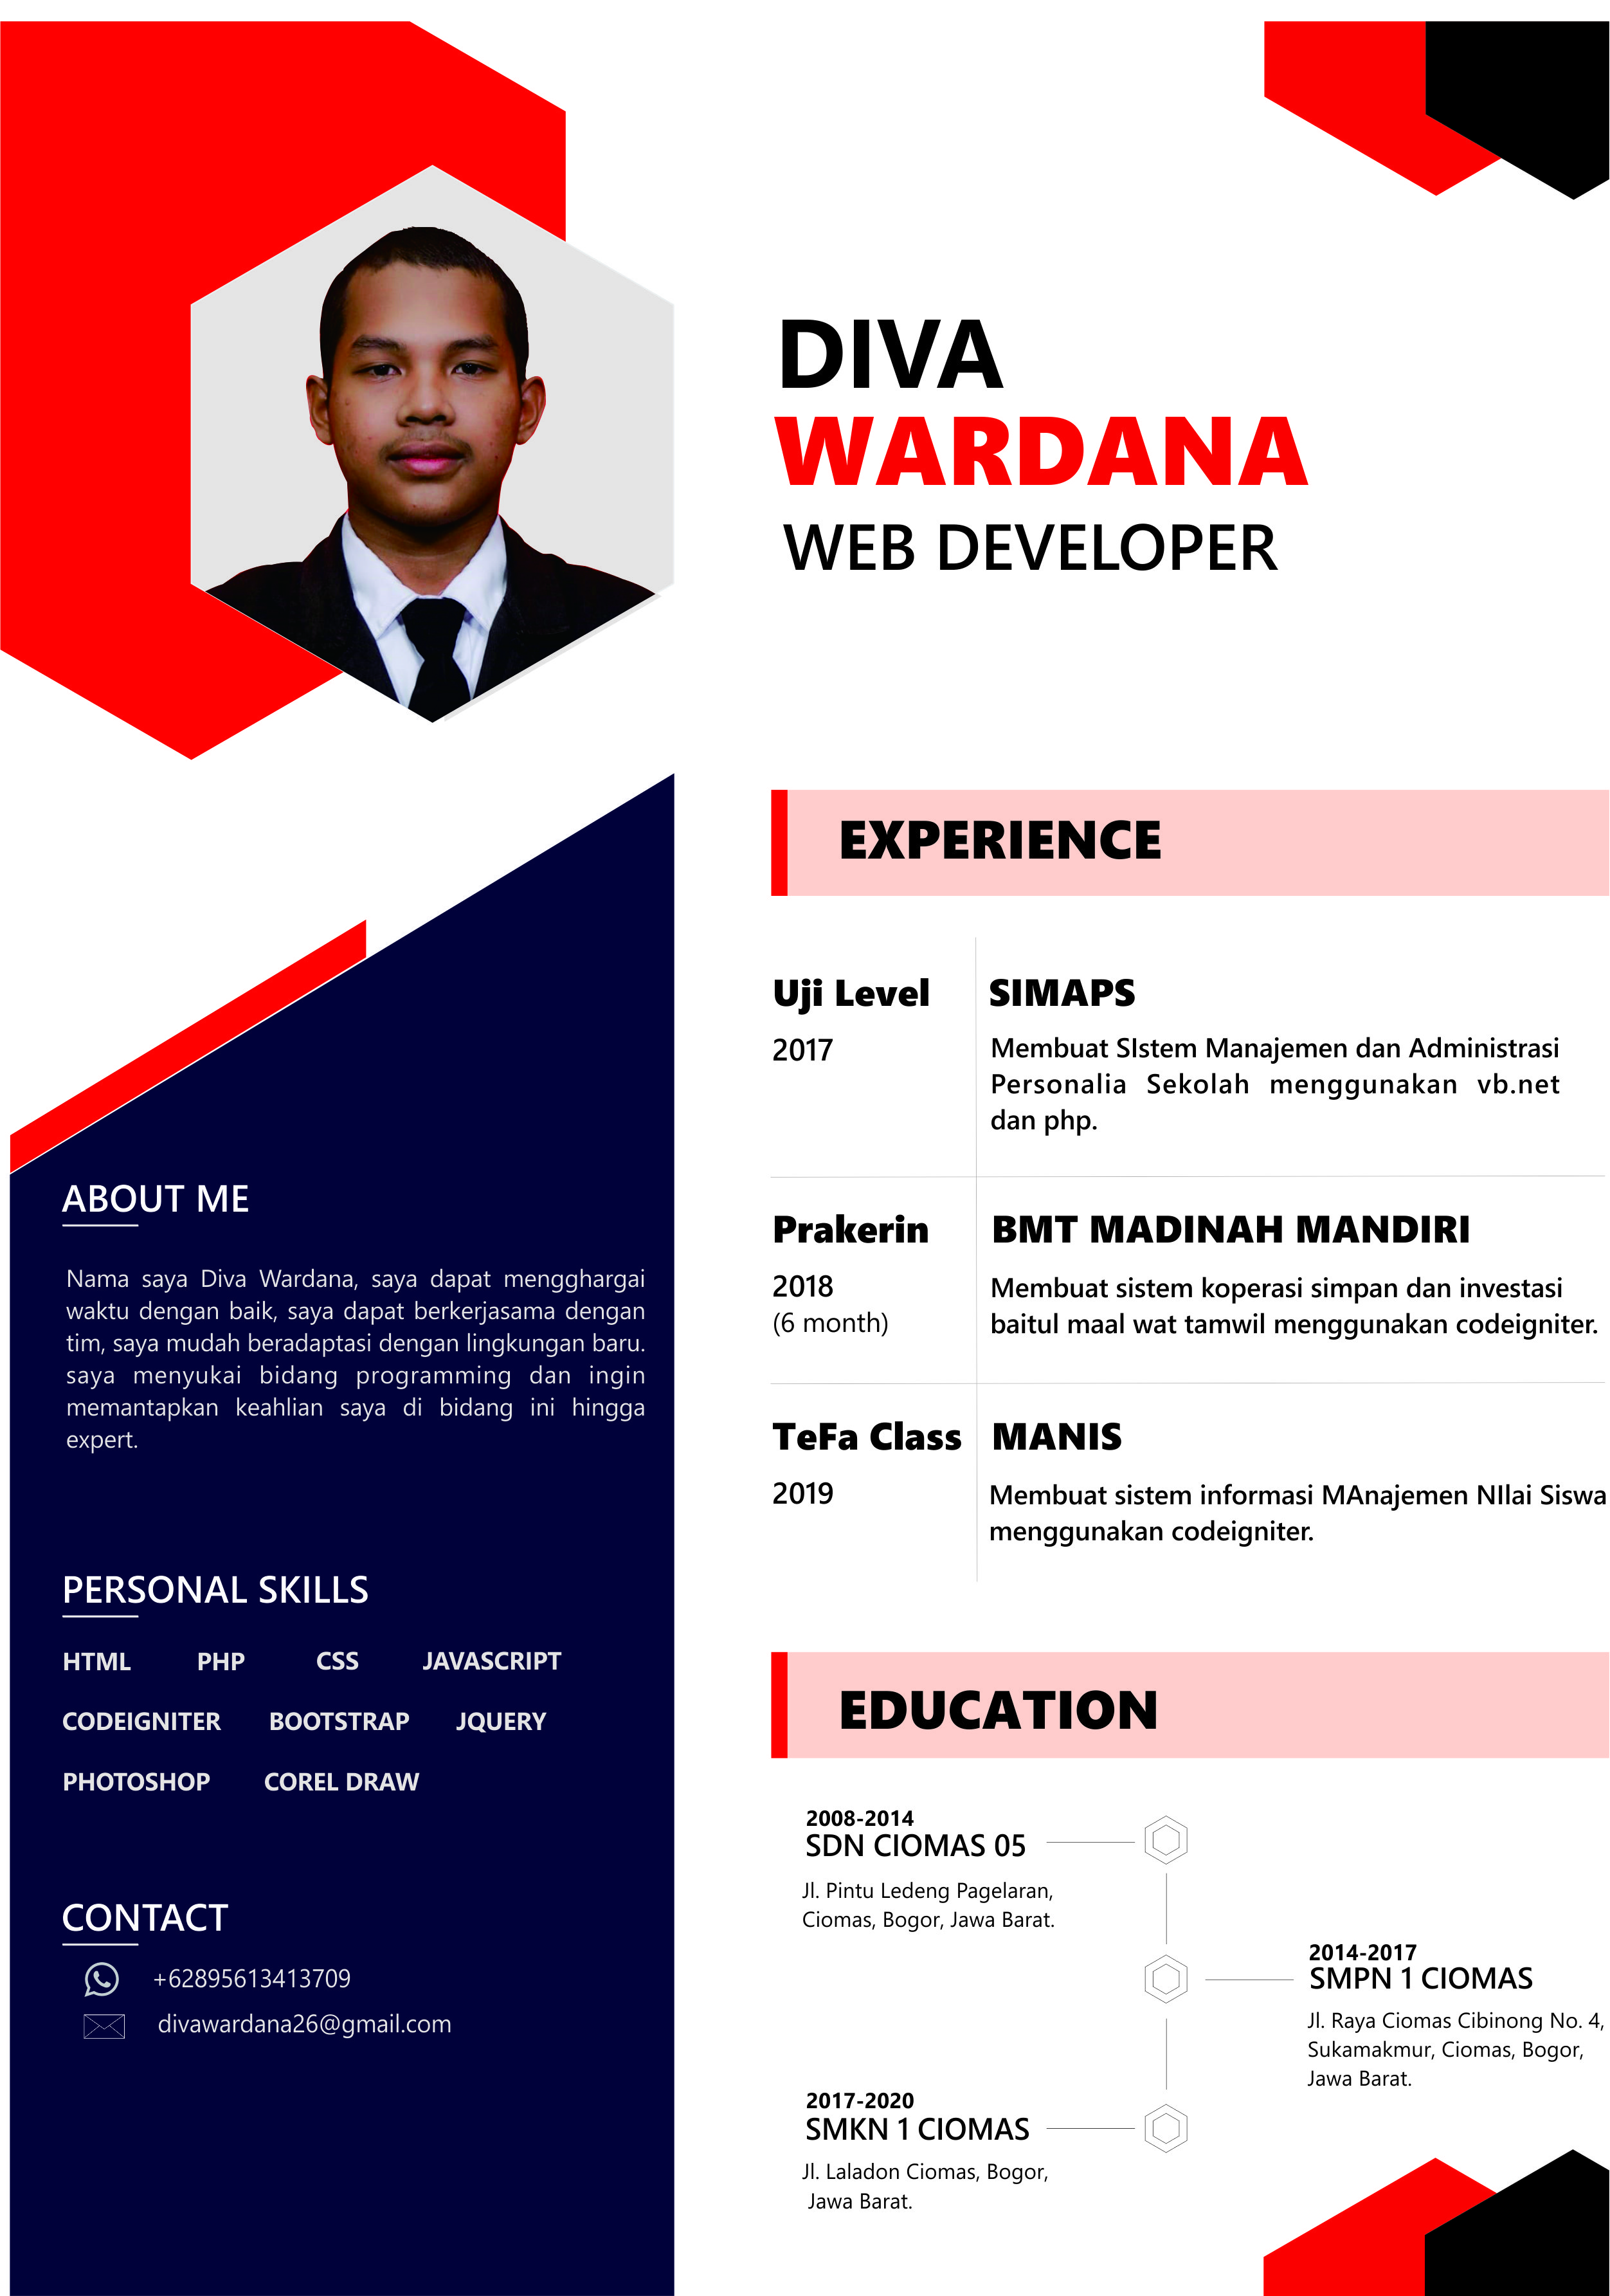 DIVA
WARDANA
WEB DEVELOPER
ABOUT ME
Nama saya Diva Wardana, saya dapat mengghargai
waktu dengan baik, saya dapat berkerjasama dengan
tim, saya mudah beradaptasi dengan lingkungan baru.
saya menyukai bidang programming dan ingin
memantapkan keahlian saya di bidang ini hingga
expert.
PERSONAL SKILLS
HTML PHP CSS JAVASCRIPT
CODEIGNITER BOOTSTRAP JQUERY
PHOTOSHOP COREL DRAW
CONTACT
+62895613413709
divawardana26@gmail.com
EXPERIENCE
Uji Level
2017
SIMAPS
Membuat SIstem Manajemen dan Administrasi
Personalia Sekolah menggunakan vb.net
dan php.
Prakerin
2018
(6 month)
BMT MADINAH MANDIRI
Membuat sistem koperasi simpan dan investasi
baitul maal wat tamwil menggunakan codeigniter.
TeFa Class
2019
MANIS
Membuat sistem informasi MAnajemen NIlai Siswa
menggunakan codeigniter.
EDUCATION
2008-2014
SDN CIOMAS 05
Jl. Pintu Ledeng Pagelaran,
Ciomas, Bogor, Jawa Barat.
2014-2017
SMPN 1 CIOMAS
Jl. Raya Ciomas Cibinong No. 4,
Sukamakmur, Ciomas, Bogor,
Jawa Barat.
2017-2020
SMKN 1 CIOMAS
Jl. Laladon Ciomas, Bogor,
Jawa Barat.